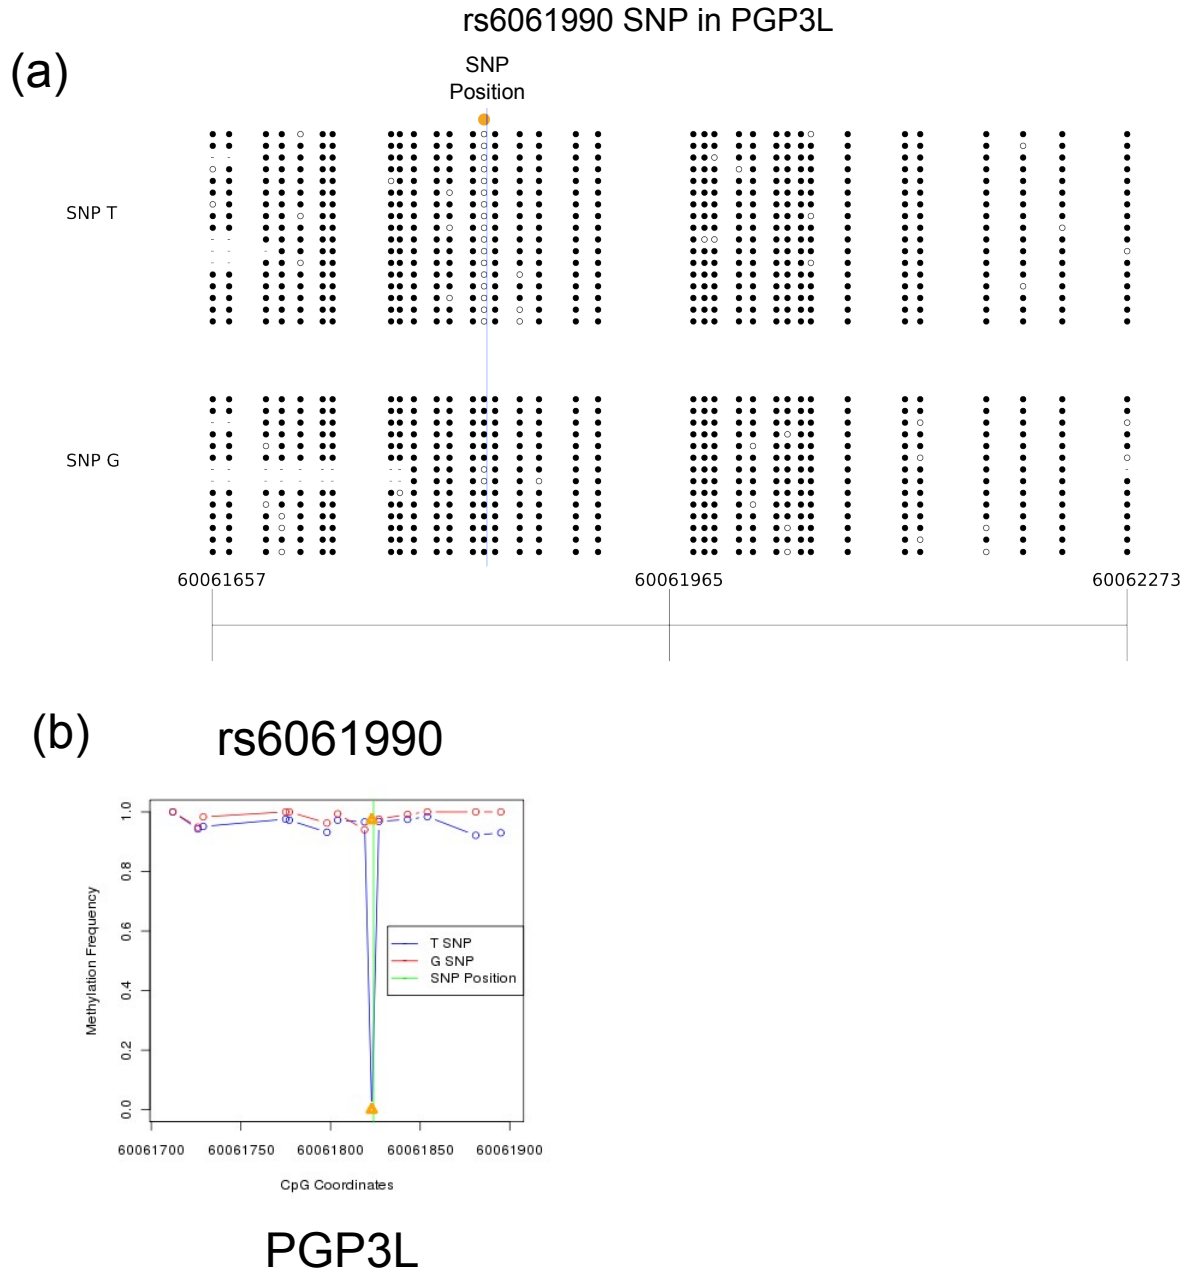 rs6061990 SNP in PGP3L
(a)
SNP
Position
SNP T
SNP G
60061657
60061965
60062273
(b)
rs6061990
Methylation Frequency
1.0
0.8
0.6
0.4
0.2
0.0
T SNP
G SNP
SNP Position
60061700 60061750 60061800 60061850 60061900
CpG Coordinates
PGP3L